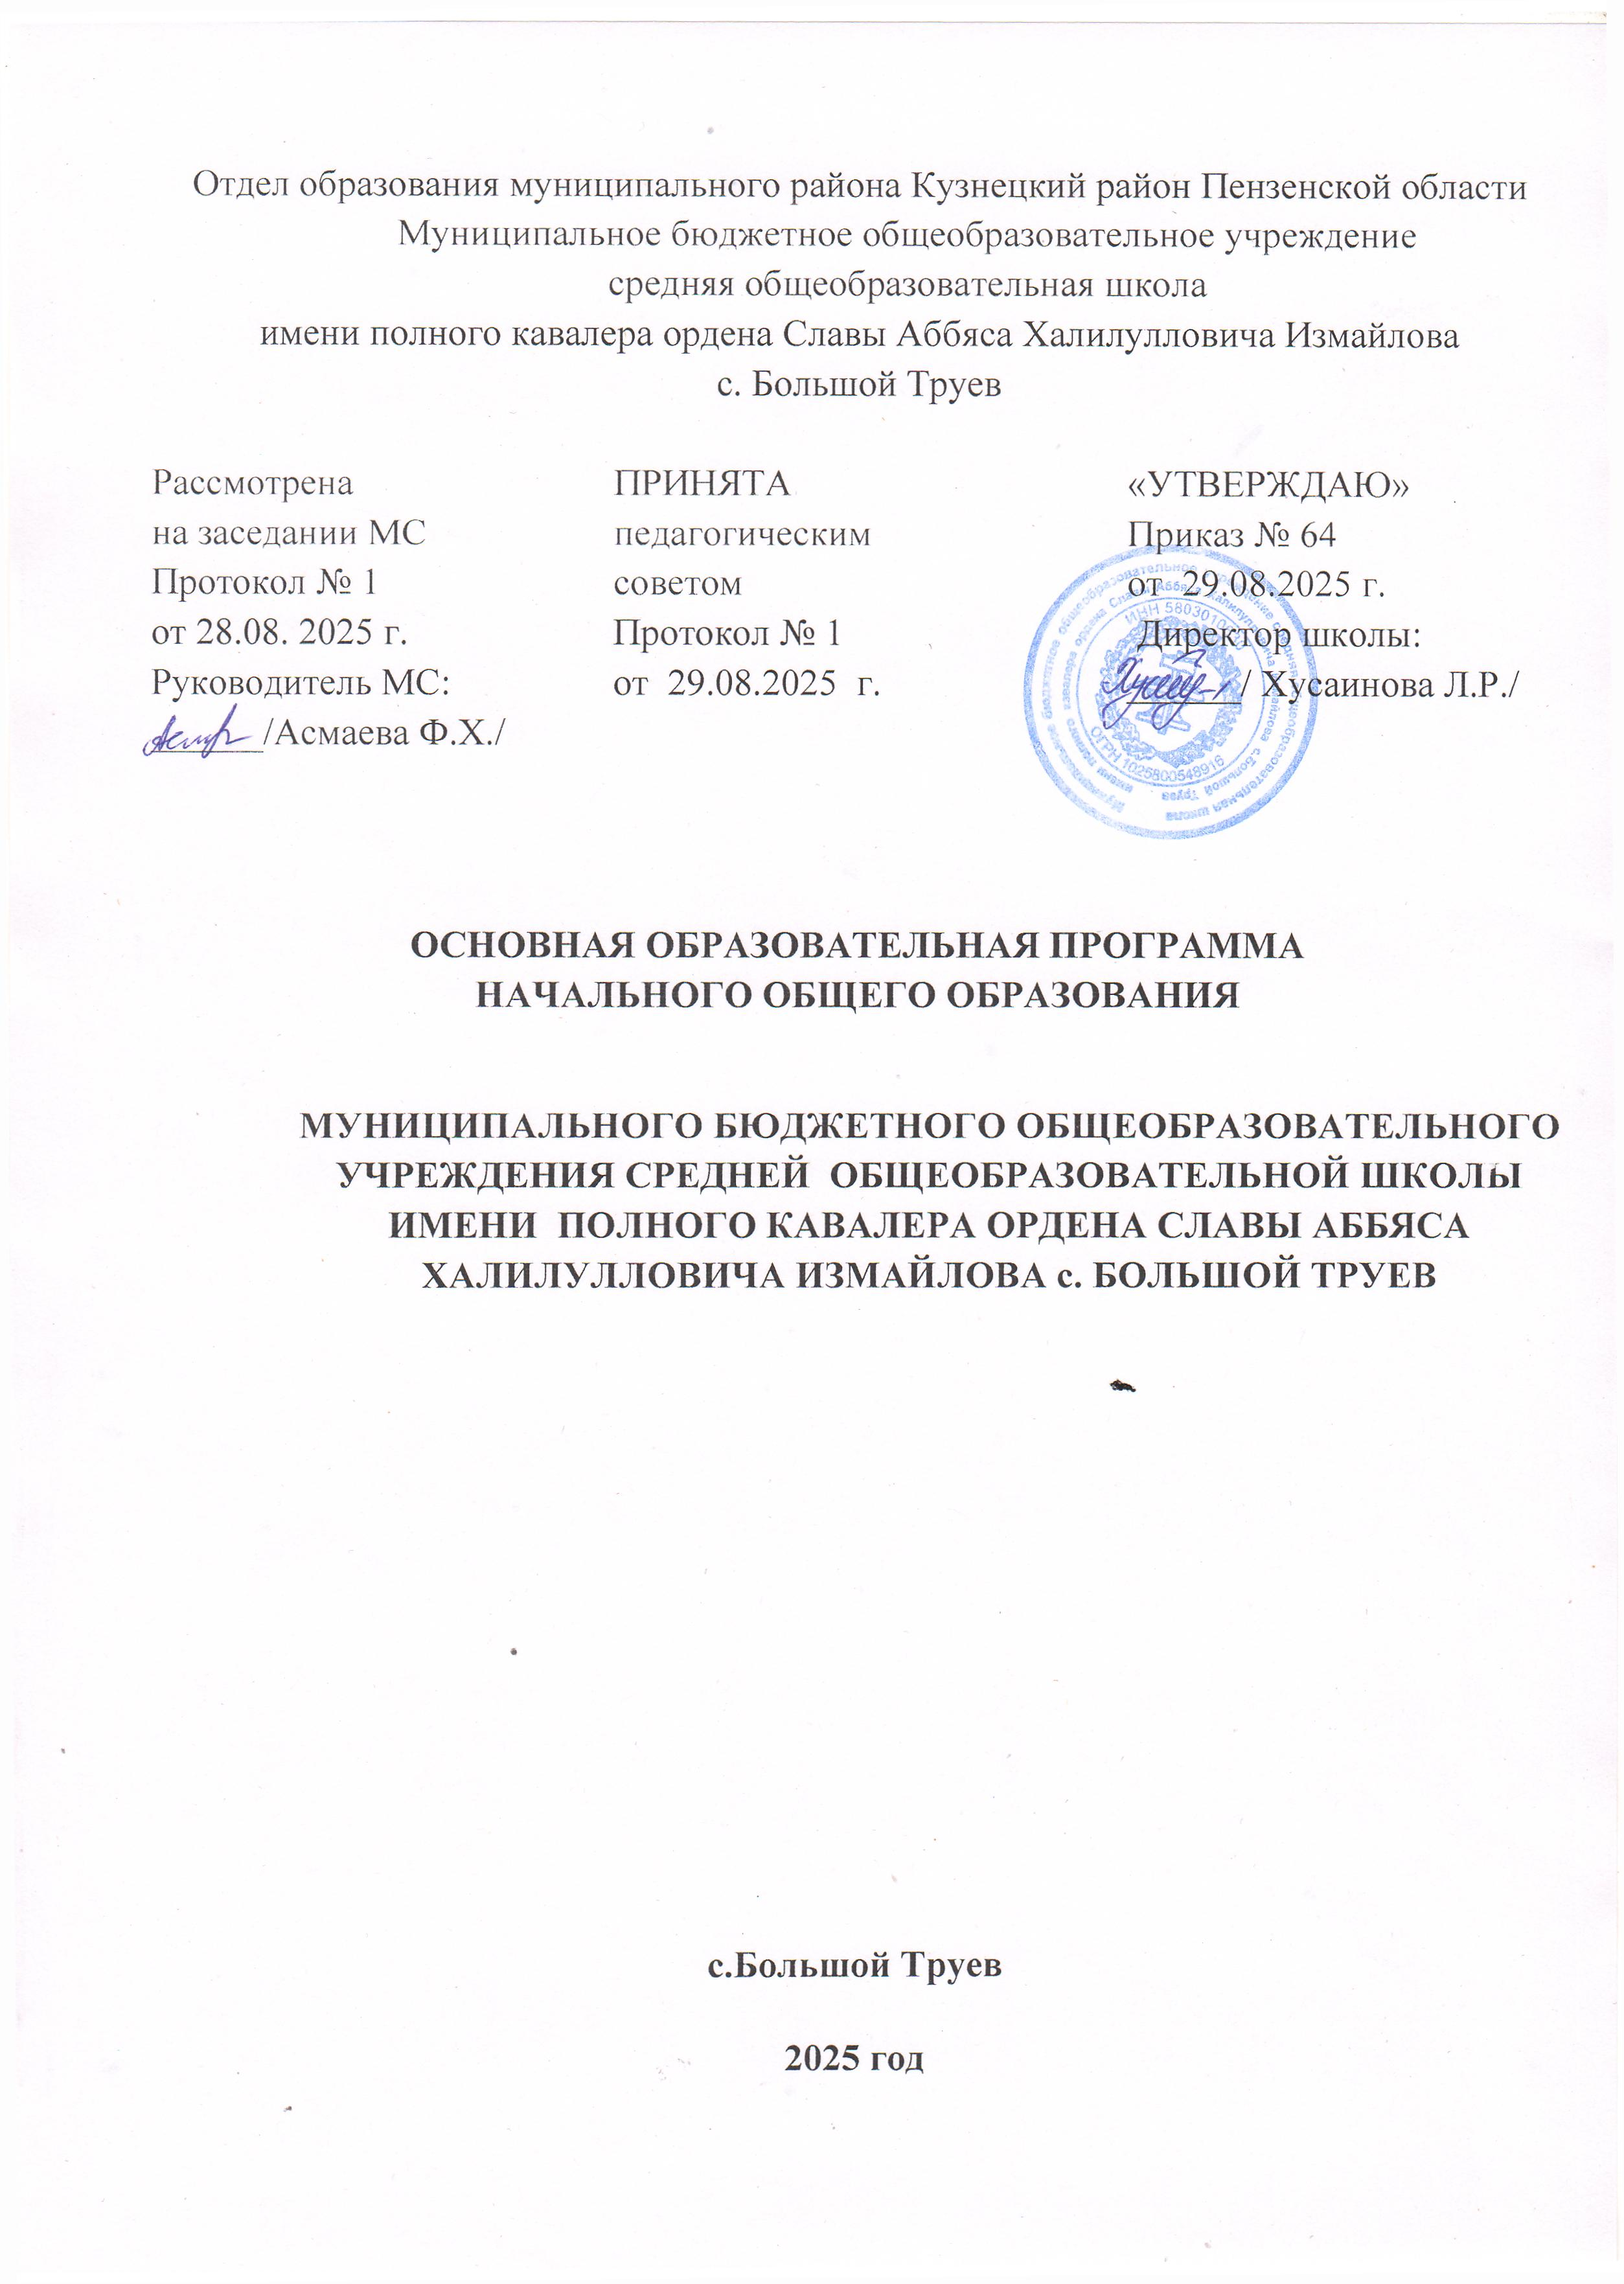 Отдел образования муниципального района Кузнецкий район Пензенской области
Муниципальное бюджетное общеобразовательное учреждение
средняя общеобразовательная школа
имени полного кавалера ордена Славы Аббяса Халилулловича Измайлова
с. Большой Труев
Рассмотрена
на заседании МС
Протокол № 1
от 28.08. 2025 г.
Руководитель МС:
/Асмаева Ф.Х./
ПРИНЯТА
педагогическим
советом
Протокол № 1
от 29.08.2025 г.
«УТВЕРЖДАЮ»
Приказ № 64
от 29.08.2025 г.
Директор школы:
/ Хусаинова Л.Р./
ОГРН 1025800548916
ОСНОВНАЯ ОБРАЗОВАТЕЛЬНАЯ ПРОГРАММА
НАЧАЛЬНОГО ОБЩЕГО ОБРАЗОВАНИЯ
МУНИЦИПАЛЬНОГО БЮДЖЕТНОГО ОБЩЕОБРАЗОВАТЕЛЬНОГО
УЧРЕЖДЕНИЯ СРЕДНЕЙ ОБЩЕОБРАЗОВАТЕЛЬНОЙ ШКОЛЫ
ИМЕНИ ПОЛНОГО КАВАЛЕРА ОРДЕНА СЛАВЫ АББЯСА
ХАЛИЛУЛЛОВИЧА ИЗМАЙЛОВА с. БОЛЬШОЙ ТРУЕВ
с.Большой Труев
2025 год